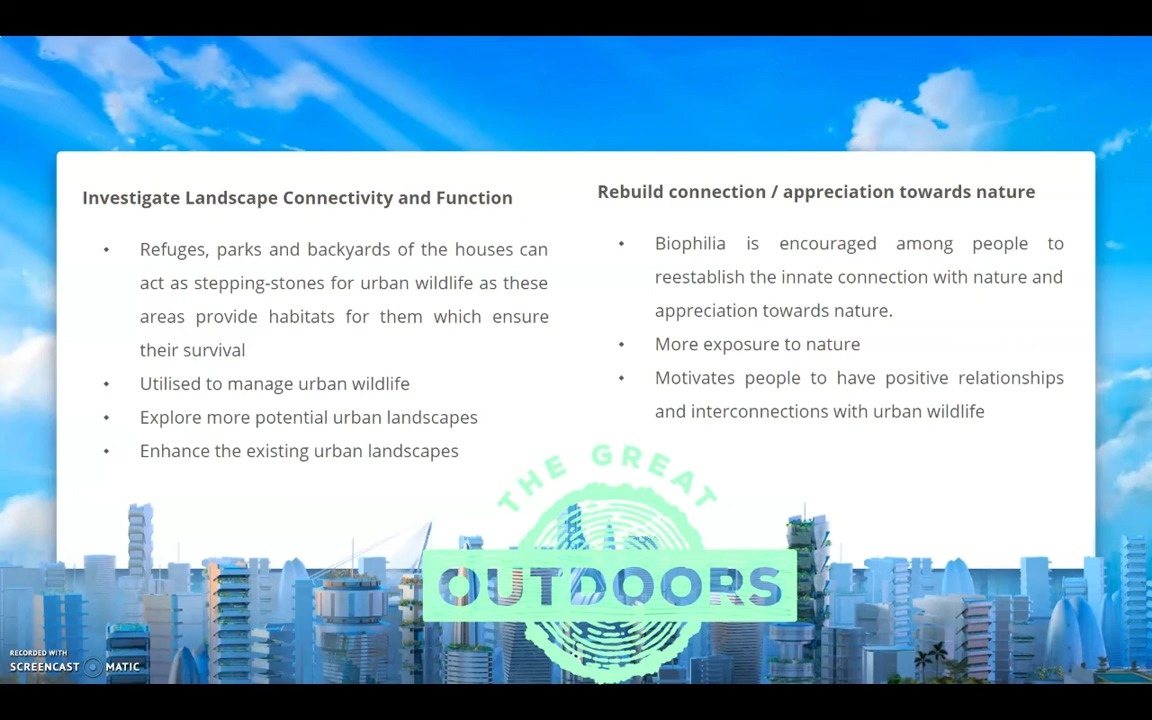 Investigate Landscape Connectivity and Function
• Refuges, parks and backyards of the houses can
act as stepping-stones for urban wildlife as these
areas provide habitats for them which ensure
their survival
• Utilised to manage urban wildlife
• Explore more potential urban landscapes
• Enhance the existing urban landscapes
Rebuild connection / appreciation towards nature
• Biophilia is encouraged among people to
reestablish the innate connection with nature and
appreciation towards nature.
• More exposure to nature
• Motivates people to have positive relationships
and interconnections with urban wildlife
THE GREAT
OUTDOORS
RECORDED WITH
SCREENCAST MATIC